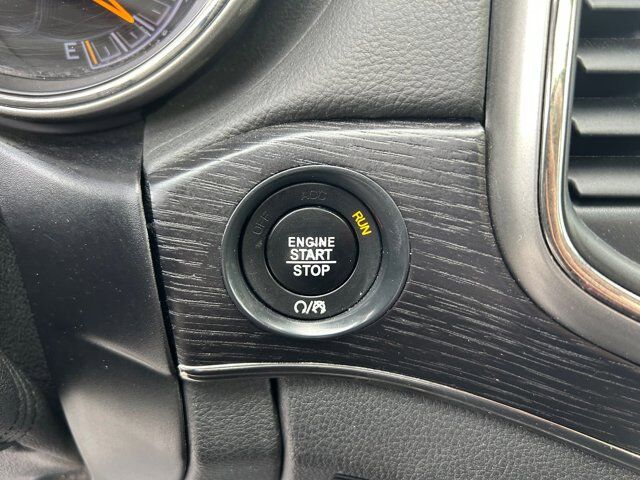 E
OFF
ACC
RUN
ENGINE
START
STOP